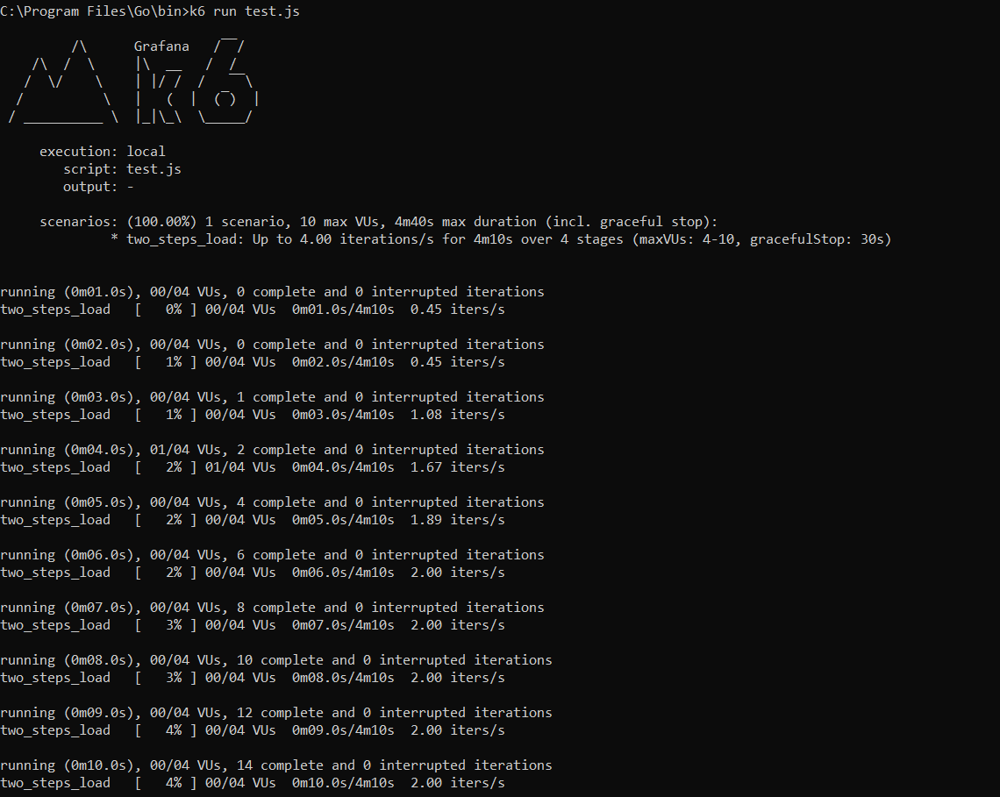 C:\Program Files\Go\bin>k6 run test.js
         /\      Grafana   /‾‾/
    /\  /  \     |\  __   /  /
   /  \/    \    | |/ /  /   ‾‾\
  /          \   |   (  |  (‾)  |
 / __________ \  |_|\_\  \_____/
     execution: local
        script: test.js
        output: -
     scenarios: (100.00%) 1 scenario, 10 max VUs, 4m40s max duration (incl. graceful stop):
              * two_steps_load: Up to 4.00 iterations/s for 4m10s over 4 stages (maxVUs: 4-10, gracefulStop: 30s)
running (0m01.0s), 00/04 VUs, 0 complete and 0 interrupted iterations
two_steps_load   [   0% ] 00/04 VUs  0m01.0s/4m10s  0.45 iters/s
running (0m02.0s), 00/04 VUs, 0 complete and 0 interrupted iterations
two_steps_load   [   1% ] 00/04 VUs  0m02.0s/4m10s  0.45 iters/s
running (0m03.0s), 00/04 VUs, 1 complete and 0 interrupted iterations
two_steps_load   [   1% ] 00/04 VUs  0m03.0s/4m10s  1.08 iters/s
running (0m04.0s), 01/04 VUs, 2 complete and 0 interrupted iterations
two_steps_load   [   2% ] 01/04 VUs  0m04.0s/4m10s  1.67 iters/s
running (0m05.0s), 00/04 VUs, 4 complete and 0 interrupted iterations
two_steps_load   [   2% ] 00/04 VUs  0m05.0s/4m10s  1.89 iters/s
running (0m06.0s), 00/04 VUs, 6 complete and 0 interrupted iterations
two_steps_load   [   2% ] 00/04 VUs  0m06.0s/4m10s  2.00 iters/s
running (0m07.0s), 00/04 VUs, 8 complete and 0 interrupted iterations
two_steps_load   [   3% ] 00/04 VUs  0m07.0s/4m10s  2.00 iters/s
running (0m08.0s), 00/04 VUs, 10 complete and 0 interrupted iterations
two_steps_load   [   3% ] 00/04 VUs  0m08.0s/4m10s  2.00 iters/s
running (0m09.0s), 00/04 VUs, 12 complete and 0 interrupted iterations
two_steps_load   [   4% ] 00/04 VUs  0m09.0s/4m10s  2.00 iters/s
running (0m10.0s), 00/04 VUs, 14 complete and 0 interrupted iterations
two_steps_load   [   4% ] 00/04 VUs  0m10.0s/4m10s  2.00 iters/s